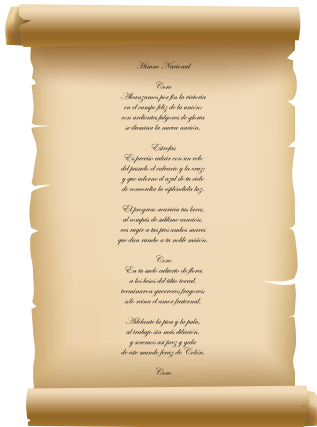 Himno Nacional
Coro
Alcanzamos por fin la victoria
en el campo feliz de la unión;
con ardientes fulgores de gloria
se ilumina la nueva nación.
Estrofas
Es preciso cubrir con un velo
del pasado el calvario y la cruz;
y que adorne el azul de tu cielo
de concordia la espléndida luz.
El progreso acaricia tus lares,
al compás de sublime canción,
ves rugir a tus pies ambos mares
que dan rumbo a tu noble misión.
Coro
En tu suelo cubierto de flores
a los besos del tibio terral,
terminaron guerreros fragores;
sólo reina el amor fraternal.
Adelante la pica y la pala,
al trabajo sin más dilación,
y seremos así prez y gala
de este mundo feraz de Colón.
Coro